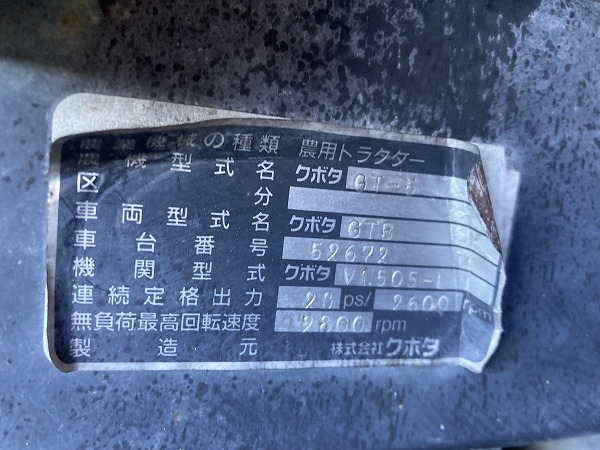 農業機械の種類 農用トラクター
農機型式名 クボタ GT-8
区分
車両型式名 クボタ GTB
車台番号 52672
機関型式 クボタ V1505-L
連続定格出力 23 ps/ 2600 rpm
無負荷最高回転速度 2800 rpm
製造元 株式会社クボタ